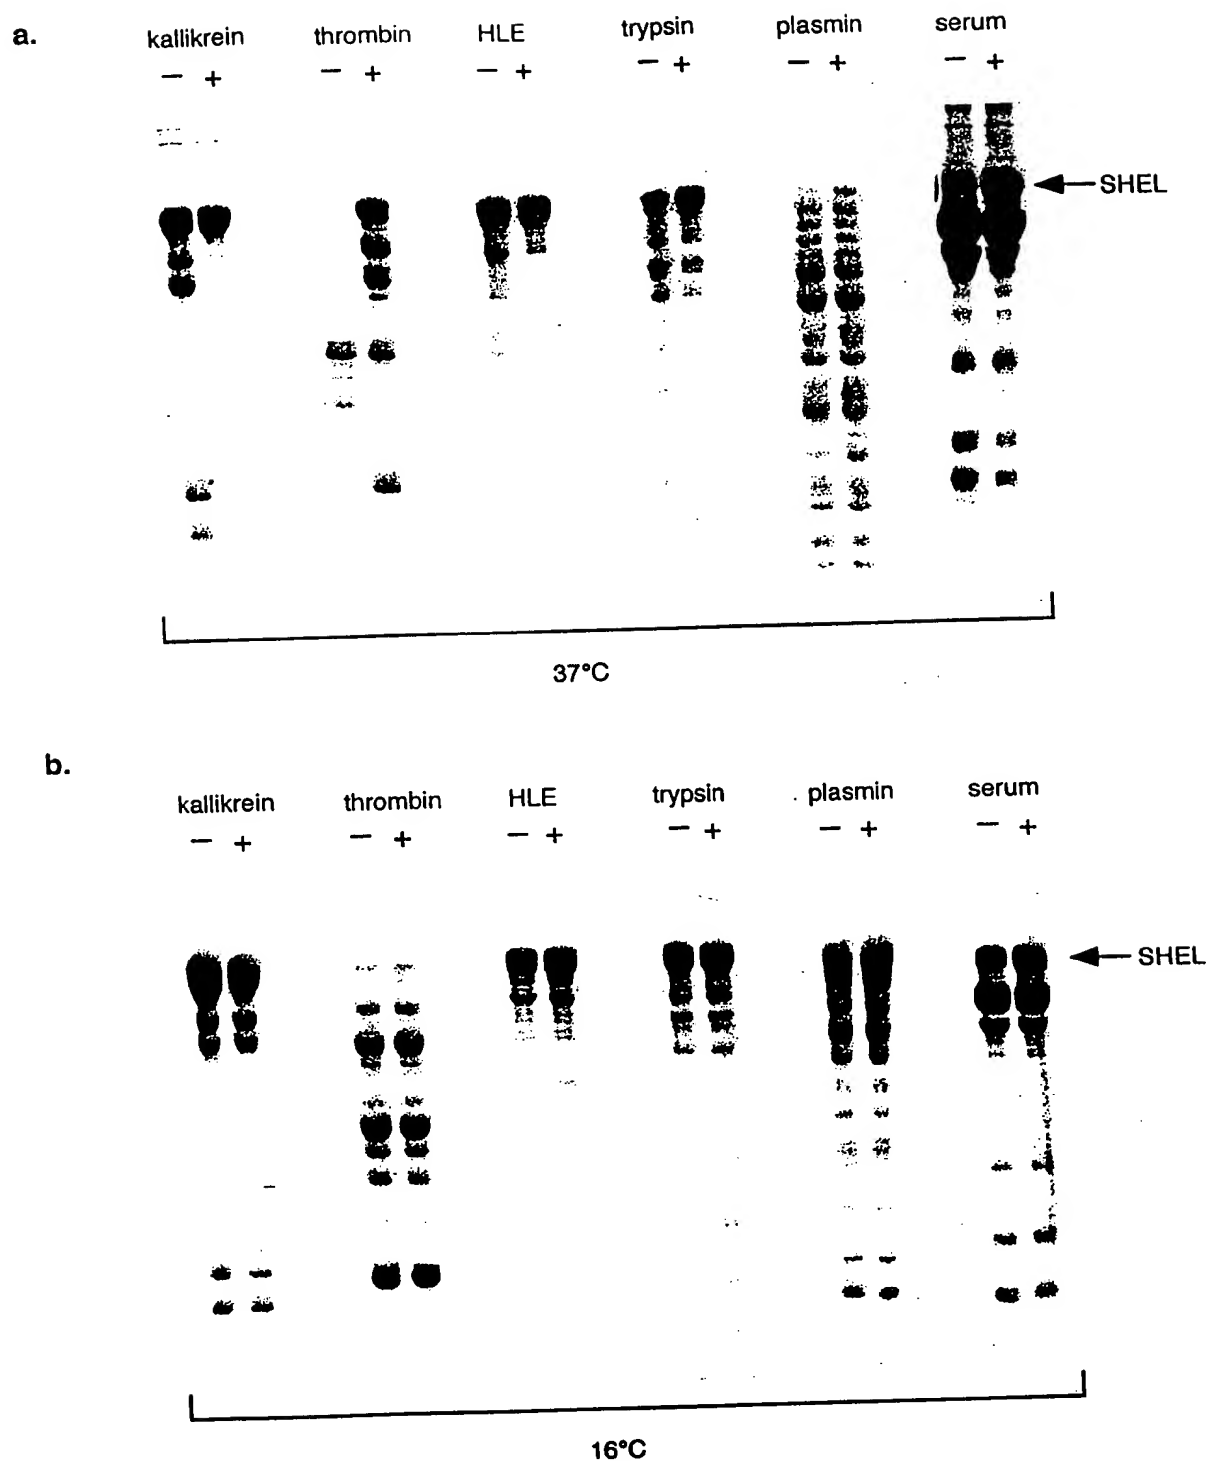 a.
kallikrein thrombin HLE trypsin plasmin serum
— + — + — + — + — + — +
SHEL
37°C
b.
kallikrein thrombin HLE trypsin plasmin serum
— + — + — + — + — + — +
SHEL
16°C